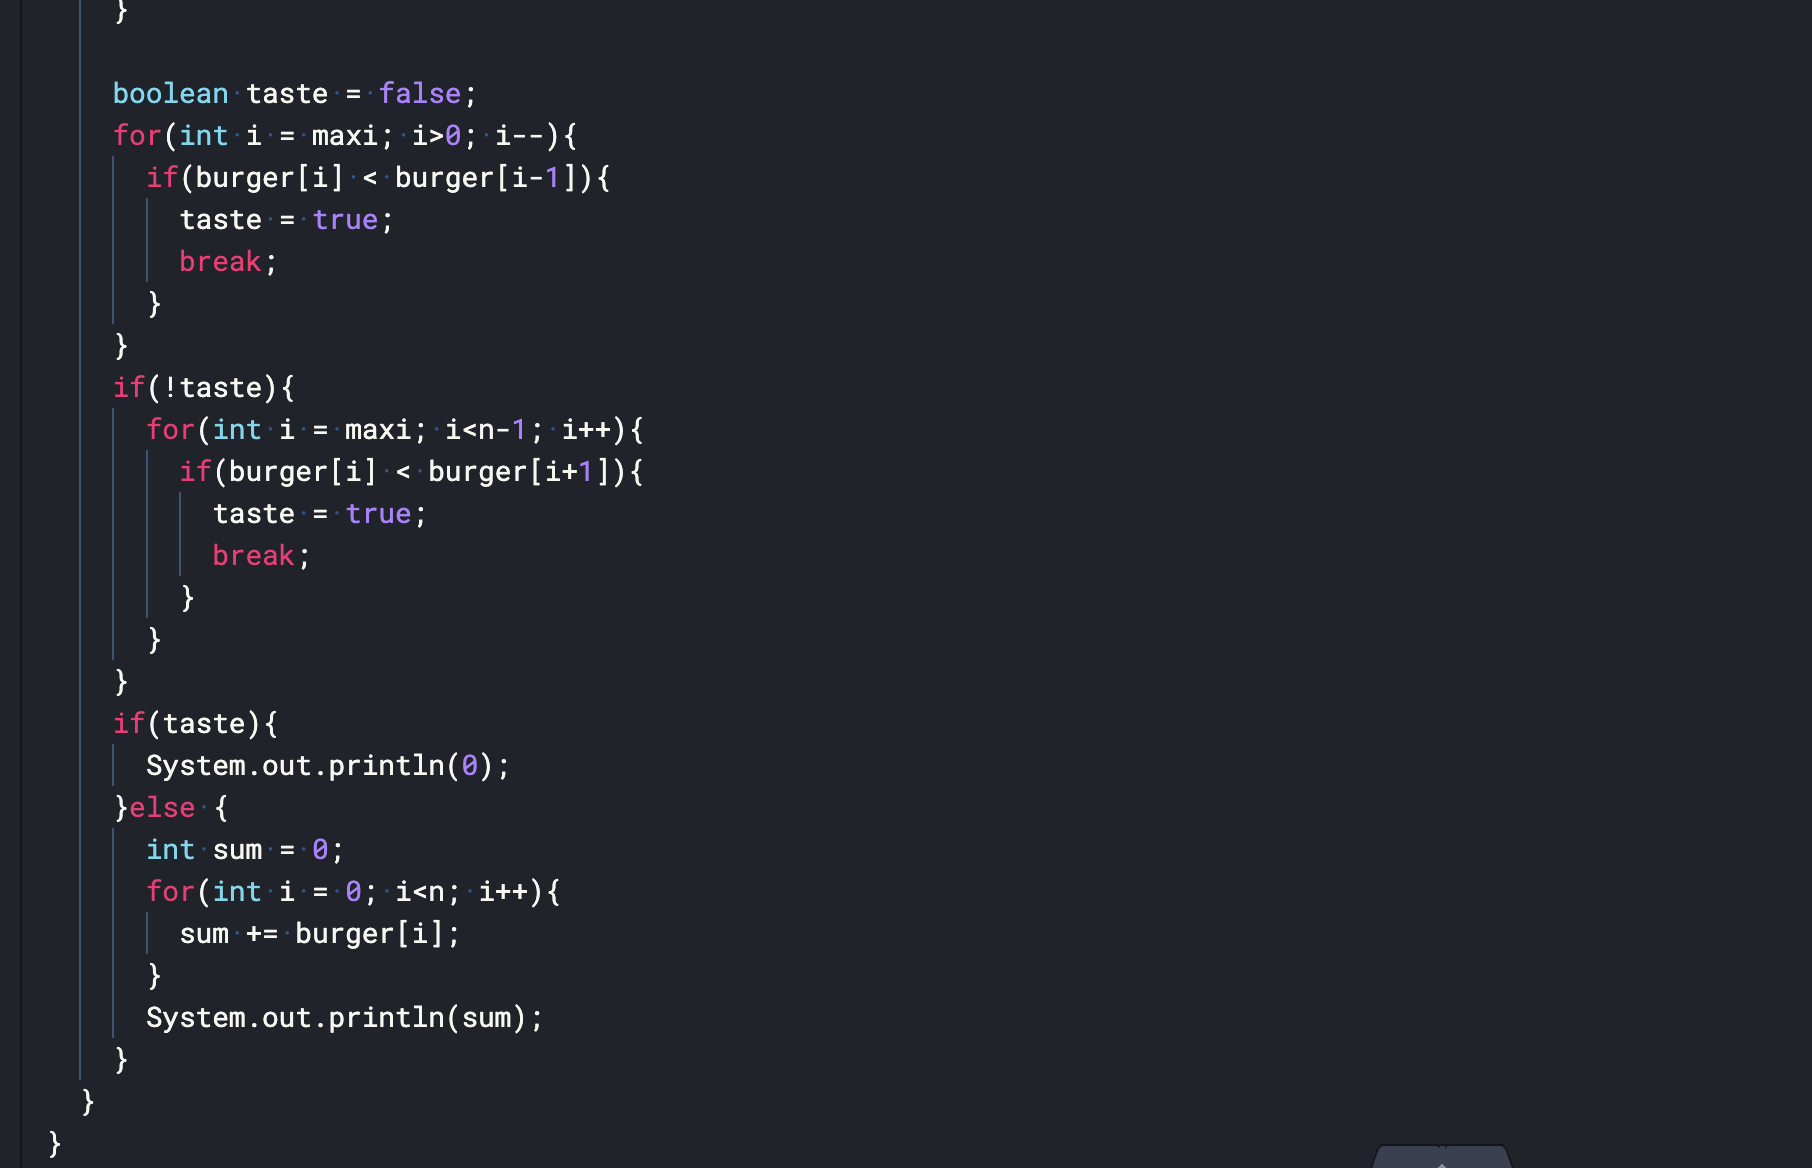 }
boolean taste = false;
for(int i = maxi; i>0; i--){
if(burger[i] < burger[i-1]){
taste = true;
break;
}
}
if(!taste){
for(int i = maxi; i<n-1; i++){
if(burger[i] < burger[i+1]){
taste = true;
break;
}
}
}
if(taste){
System.out.println(0);
}else {
int sum = 0;
for(int i = 0; i<n; i++){
sum += burger[i];
}
System.out.println(sum);
}
}
}